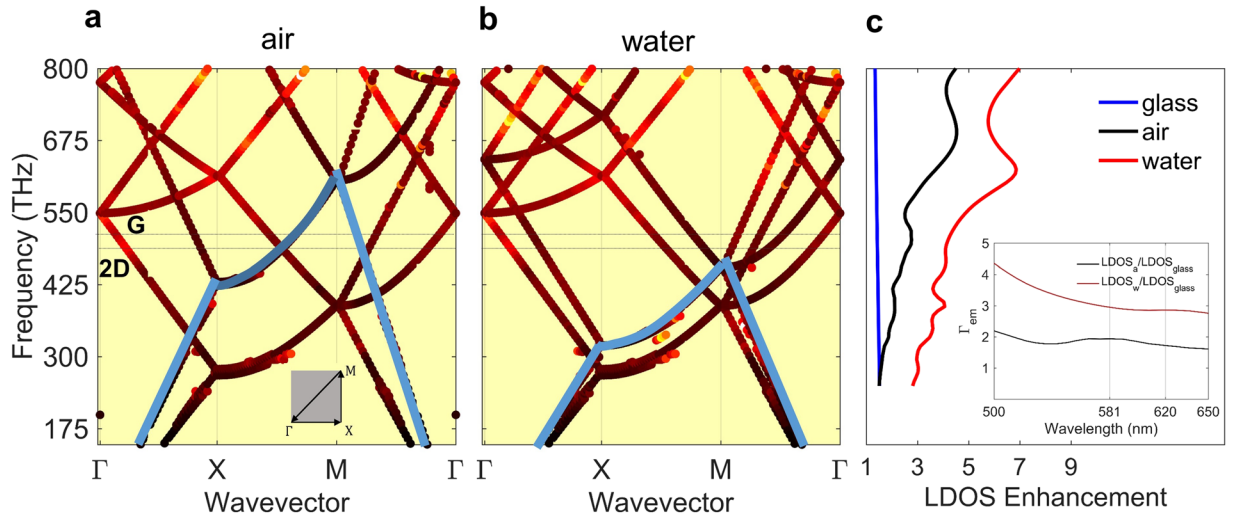 a
air
b
water
c
Frequency (THz)
800
675
550
425
300
175
G
2D
M
Γ
X
Γ
X
M
Γ
Wavevector
Γ
X
M
Γ
Wavevector
glass
air
water
5
4
3
2
1
Γem
LDOSa/LDOSglass
LDOSw/LDOSglass
500
581
620
650
Wavelength (nm)
1
3
5
7
9
LDOS Enhancement